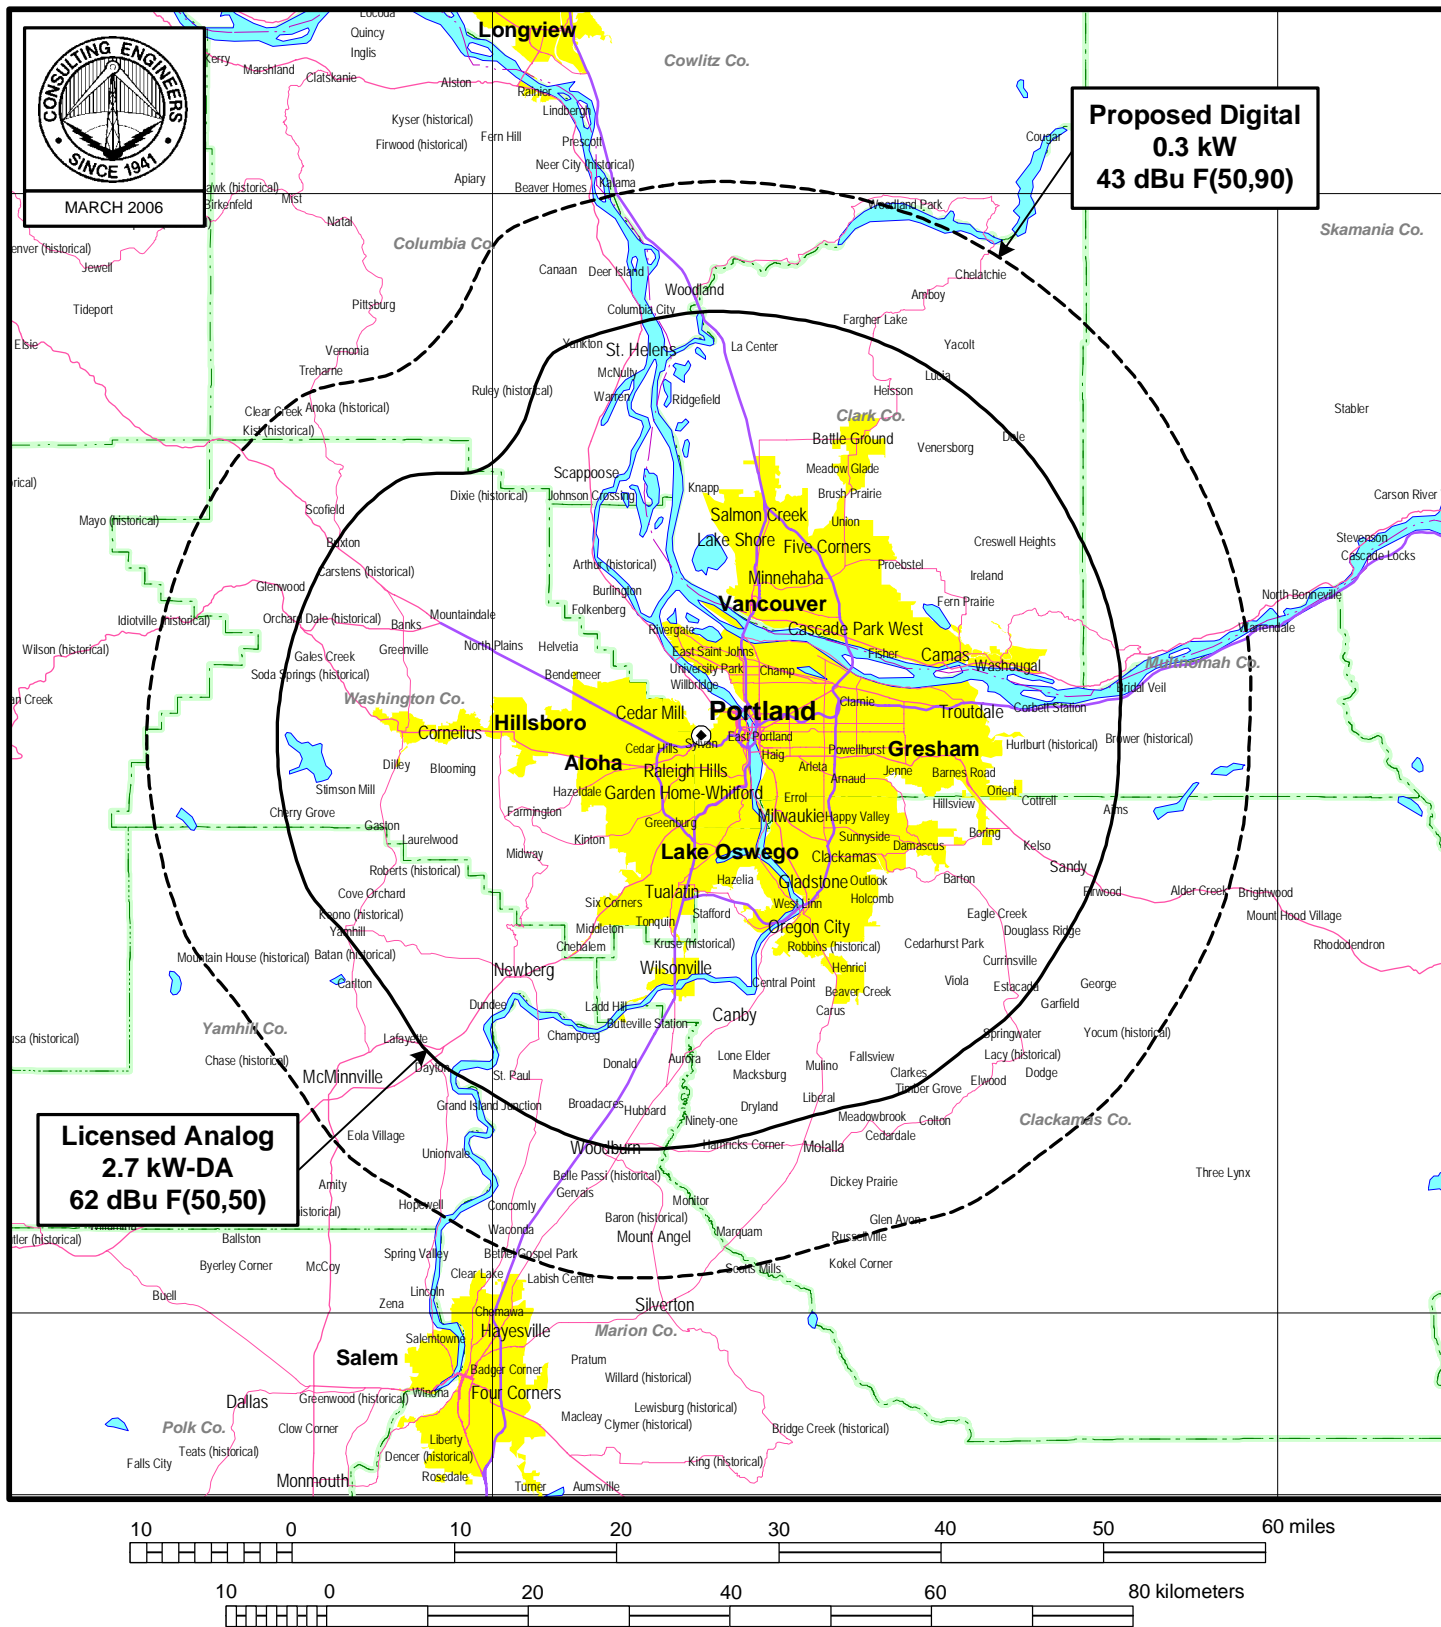 Longview
Locoda
Quincy
Inglis
Kerry
Marshland
Clatskanie
Alston
Rainier
Lindbergh
Cowlitz Co.
CONSULTING ENGINEERS
SINCE 1941
MARCH 2006
Kyser (historical)
Firwood (historical)
Fern Hill
Prescott
Neer City (historical)
Apiary
Beaver Homes
Kalama
Cougar
Proposed Digital
0.3 kW
43 dBu F(50,90)
awk (historical)
Birkenfeld
Mist
Natal
Woodland Park
Skamania Co.
Columbia Co.
enver (historical)
Jewell
Canaan
Deer Island
Chelatchie
Tideport
Pittsburg
Woodland
Amboy
Columbia City
Fargher Lake
Elsie
Vernonia
Treharne
Yankton
St. Helens
La Center
Yacolt
McNulty
Lucia
Ruley (historical)
Warren
Ridgefield
Heisson
Clear Creek
Anoka (historical)
Kist (historical)
Clark Co.
Stabler
Battle Ground
Dole
Venersborg
Scappoose
Meadow Glade
orical)
Dixie (historical)
Johnson Crossing
Knapp
Brush Prairie
Carson River
Mayo (historical)
Scofield
Salmon Creek
Union
Buxton
Lake Shore
Five Corners
Creswell Heights
Stevenson
Cascade Locks
Carstens (historical)
Arthur (historical)
Minnehaha
Proebstel
Ireland
Glenwood
Burlington
Folkenberg
Vancouver
Fern Prairie
North Bonneville
Idiotville (historical)
Orchard Dale (historical)
Banks
Mountaindale
Rivergate
Cascade Park West
Warrendale
Wilson (historical)
Gales Creek
Greenville
North Plains
Helvetia
East Saint Johns
Fisher
Camas
Washougal
Multnomah Co.
Soda Springs (historical)
Bendemeer
University Park
Champ
Willbridge
Bridal Veil
an Creek
Washington Co.
Cedar Mill
Portland
Clarnie
Troutdale
Corbett Station
Hillsboro
Cornelius
Cedar Hills
Sylvan
East Portland
Powellhurst
Gresham
Hurlburt (historical)
Brower (historical)
Dilley
Blooming
Aloha
Raleigh Hills
Haig
Arleta
Arnaud
Jenne
Barnes Road
Stimson Mill
Hazeldale
Garden Home-Whitford
Errol
Orient
Cherry Grove
Farmington
Milwaukie
Happy Valley
Hillsview
Cottrell
Aims
Gaston
Laurelwood
Kinton
Greenburg
Sunnyside
Damascus
Boring
Kelso
Midway
Lake Oswego
Clackamas
Roberts (historical)
Sandy
Cove Orchard
Tualatin
Hazelia
Gladstone
Outlook
Barton
Firwood
Alder Creek
Brightwood
Keono (historical)
Six Corners
West Linn
Holcomb
Eagle Creek
Mount Hood Village
Yamhill
Middleton
Tonquin
Stafford
Oregon City
Douglass Ridge
Rhododendron
Mountain House (historical)
Batan (historical)
Chehalem
Kruse (historical)
Robbins (historical)
Cedarhurst Park
Currinsville
Carlton
Newberg
Wilsonville
Henrici
Central Point
Viola
Estacada
George
Dundee
Ladd Hill
Beaver Creek
Garfield
Yamhill Co.
Butteville Station
Canby
Carus
usa (historical)
Lafayette
Champoeg
Springwater
Yocum (historical)
Chase (historical)
Dayton
Donald
Aurora
Lone Elder
Fallsview
Lacy (historical)
McMinnville
St. Paul
Macksburg
Mulino
Clarkes
Elwood
Dodge
Timber Grove
Grand Island Junction
Broadacres
Hubbard
Dryland
Liberal
Licensed Analog
2.7 kW-DA
62 dBu F(50,50)
Ninety-one
Meadowbrook
Colton
Clackamas Co.
Eola Village
Cedardale
Woodburn
Hamricks Corner
Molalla
Unionvale
Belle Passi (historical)
Three Lynx
Amity
Gervais
Dickey Prairie
Hopewell
Concomly
Monitor
istorical)
Baron (historical)
Glen Avon
Waconda
Mount Angel
Marquam
Russellville
tler (historical)
Ballston
Spring Valley
Bethel Gospel Park
Byerley Corner
McCoy
Clear Lake
Labish Center
Scotts Mills
Kokel Corner
Buell
Lincoln
Zena
Chemawa
Silverton
Hayesville
Marion Co.
Salemtowne
Salem
Badger Corner
Pratum
Willard (historical)
Dallas
Greenwood (historical)
Winona
Four Corners
Lewisburg (historical)
Macleay
Clymer (historical)
Polk Co.
Clow Corner
Bridge Creek (historical)
Teats (historical)
Liberty
Falls City
Dencer (historical)
King (historical)
Monmouth
Rosedale
Turner
Aumsville
10 0 10 20 30 40 50 60 miles
10 0 20 40 60 80 kilometers